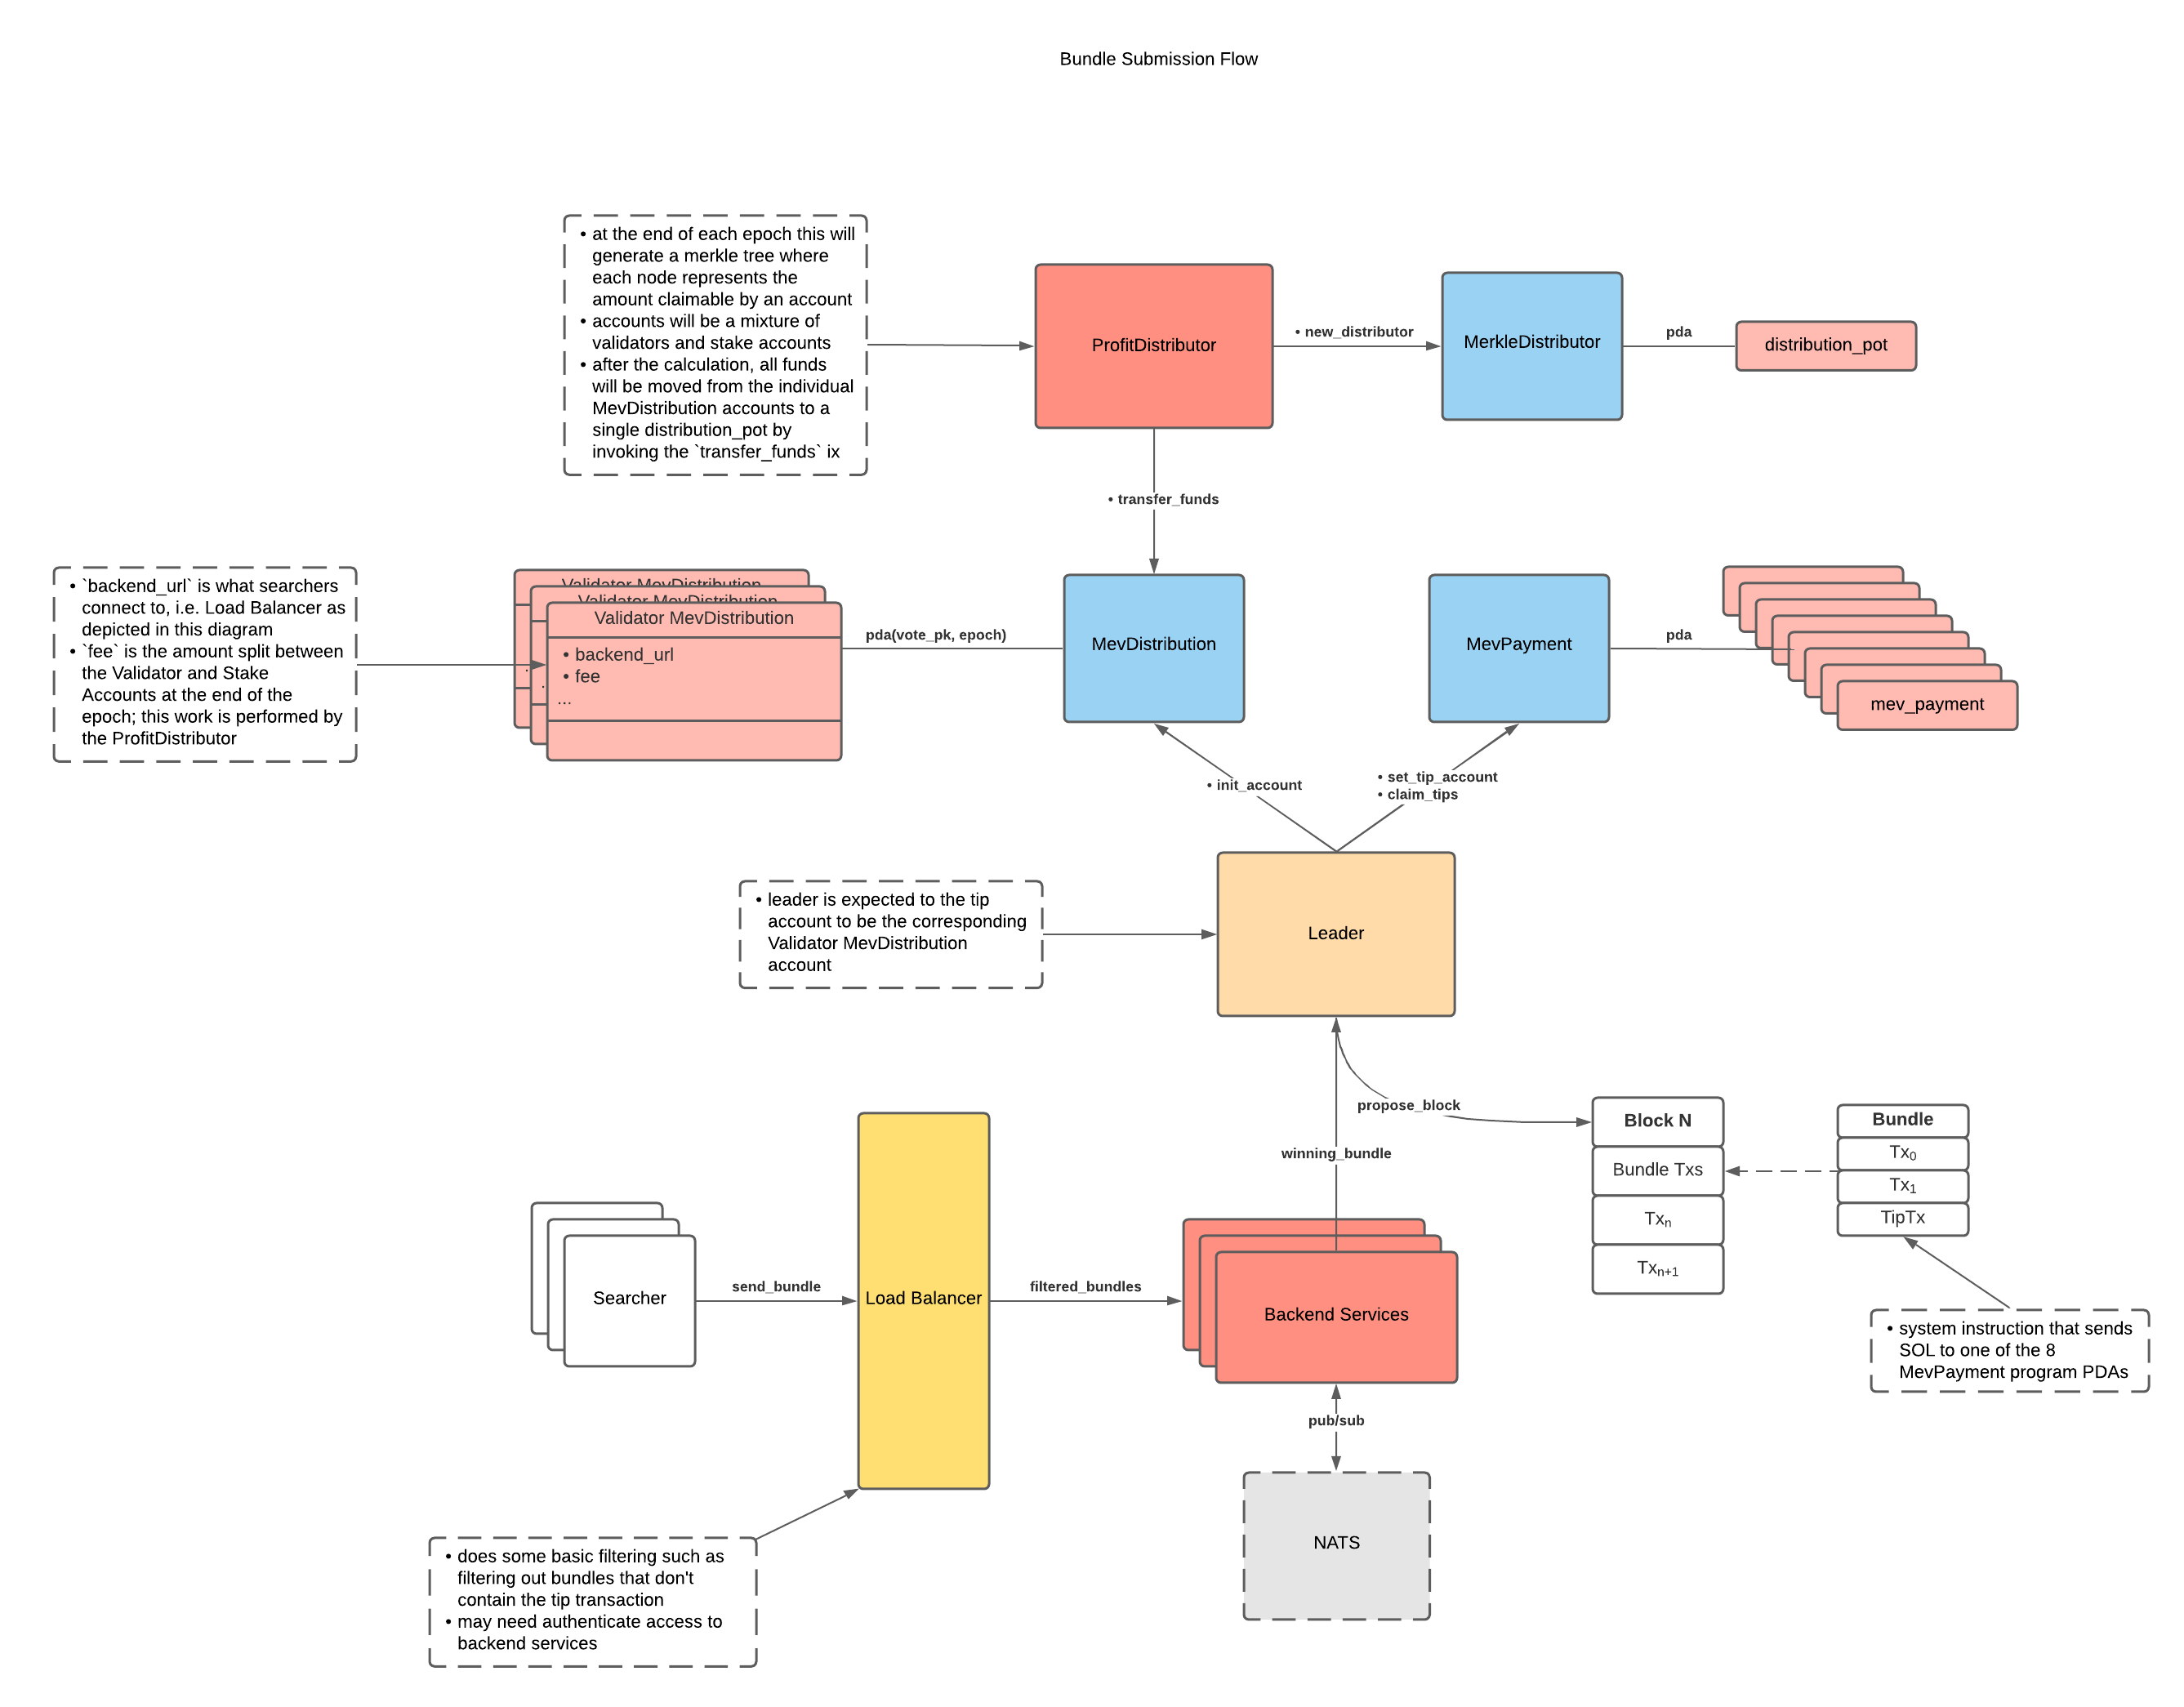 Bundle Submission Flow
• at the end of each epoch this will
generate a merkle tree where
each node represents the
amount claimable by an account
• accounts will be a mixture of
validators and stake accounts
• after the calculation, all funds
will be moved from the individual
MevDistribution accounts to a
single distribution_pot by
invoking the `transfer_funds` ix
ProfitDistributor
• new_distributor
MerkleDistributor
pda
distribution_pot
• transfer_funds
• `backend_url` is what searchers
connect to, i.e. Load Balancer as
depicted in this diagram
• `fee` is the amount split between
the Validator and Stake
Accounts at the end of the
epoch; this work is performed by
the ProfitDistributor
Validator MevDistribution
Validator MevDistribution
Validator MevDistribution
• backend_url
• fee
...
pda(vote_pk, epoch)
MevDistribution
MevPayment
pda
mev_payment
• init_account
• set_tip_account
• claim_tips
• leader is expected to the tip
account to be the corresponding
Validator MevDistribution
account
Leader
propose_block
winning_bundle
Block N
Bundle Txs
Txn
Txn+1
Bundle
Tx0
Tx1
TipTx
• system instruction that sends
SOL to one of the 8
MevPayment program PDAs
Searcher
send_bundle
Load Balancer
filtered_bundles
Backend Services
pub/sub
NATS
• does some basic filtering such as
filtering out bundles that don't
contain the tip transaction
• may need authenticate access to
backend services